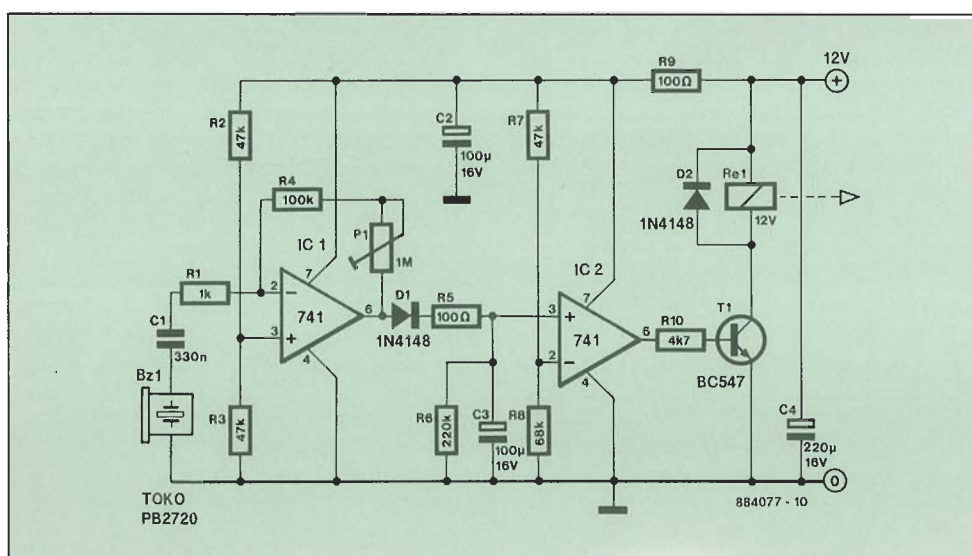 12V
R9
100Ω
R2
47k
C2
100µ
16V
R7
47k
D2
1N4148
Re1
12V
R4
100k
P1
1M
IC 1
IC 2
R1
1k
C1
330n
Bz1
TOKO
PB2720
2
3
7
4
6
741
R3
47k
D1
1N4148
R5
100Ω
R6
220k
C3
100µ
16V
R8
68k
3
2
7
4
6
741
R10
4k7
T1
BC547
C4
220µ
16V
0
884077 - 10